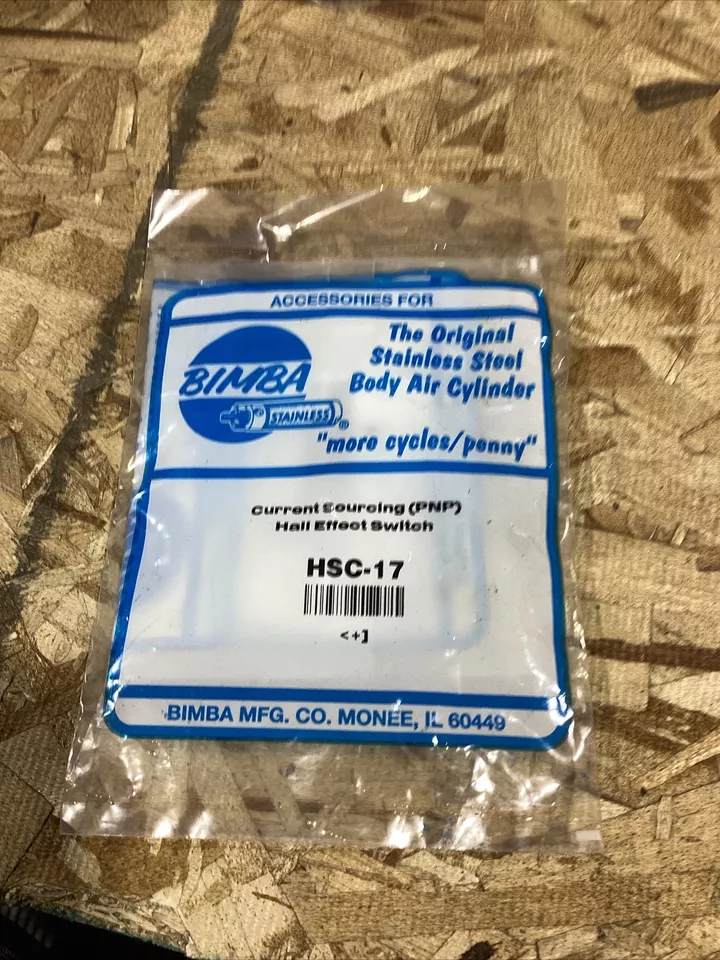 ACCESSORIES FOR
BIMBA
STAINLESS
®
The Original
Stainless Steel
Body Air Cylinder
"more cycles/penny"
Current Sourcing (PNP)
Hall Effect Switch
HSC-17
<+]
BIMBA MFG. CO. MONEE, IL 60449